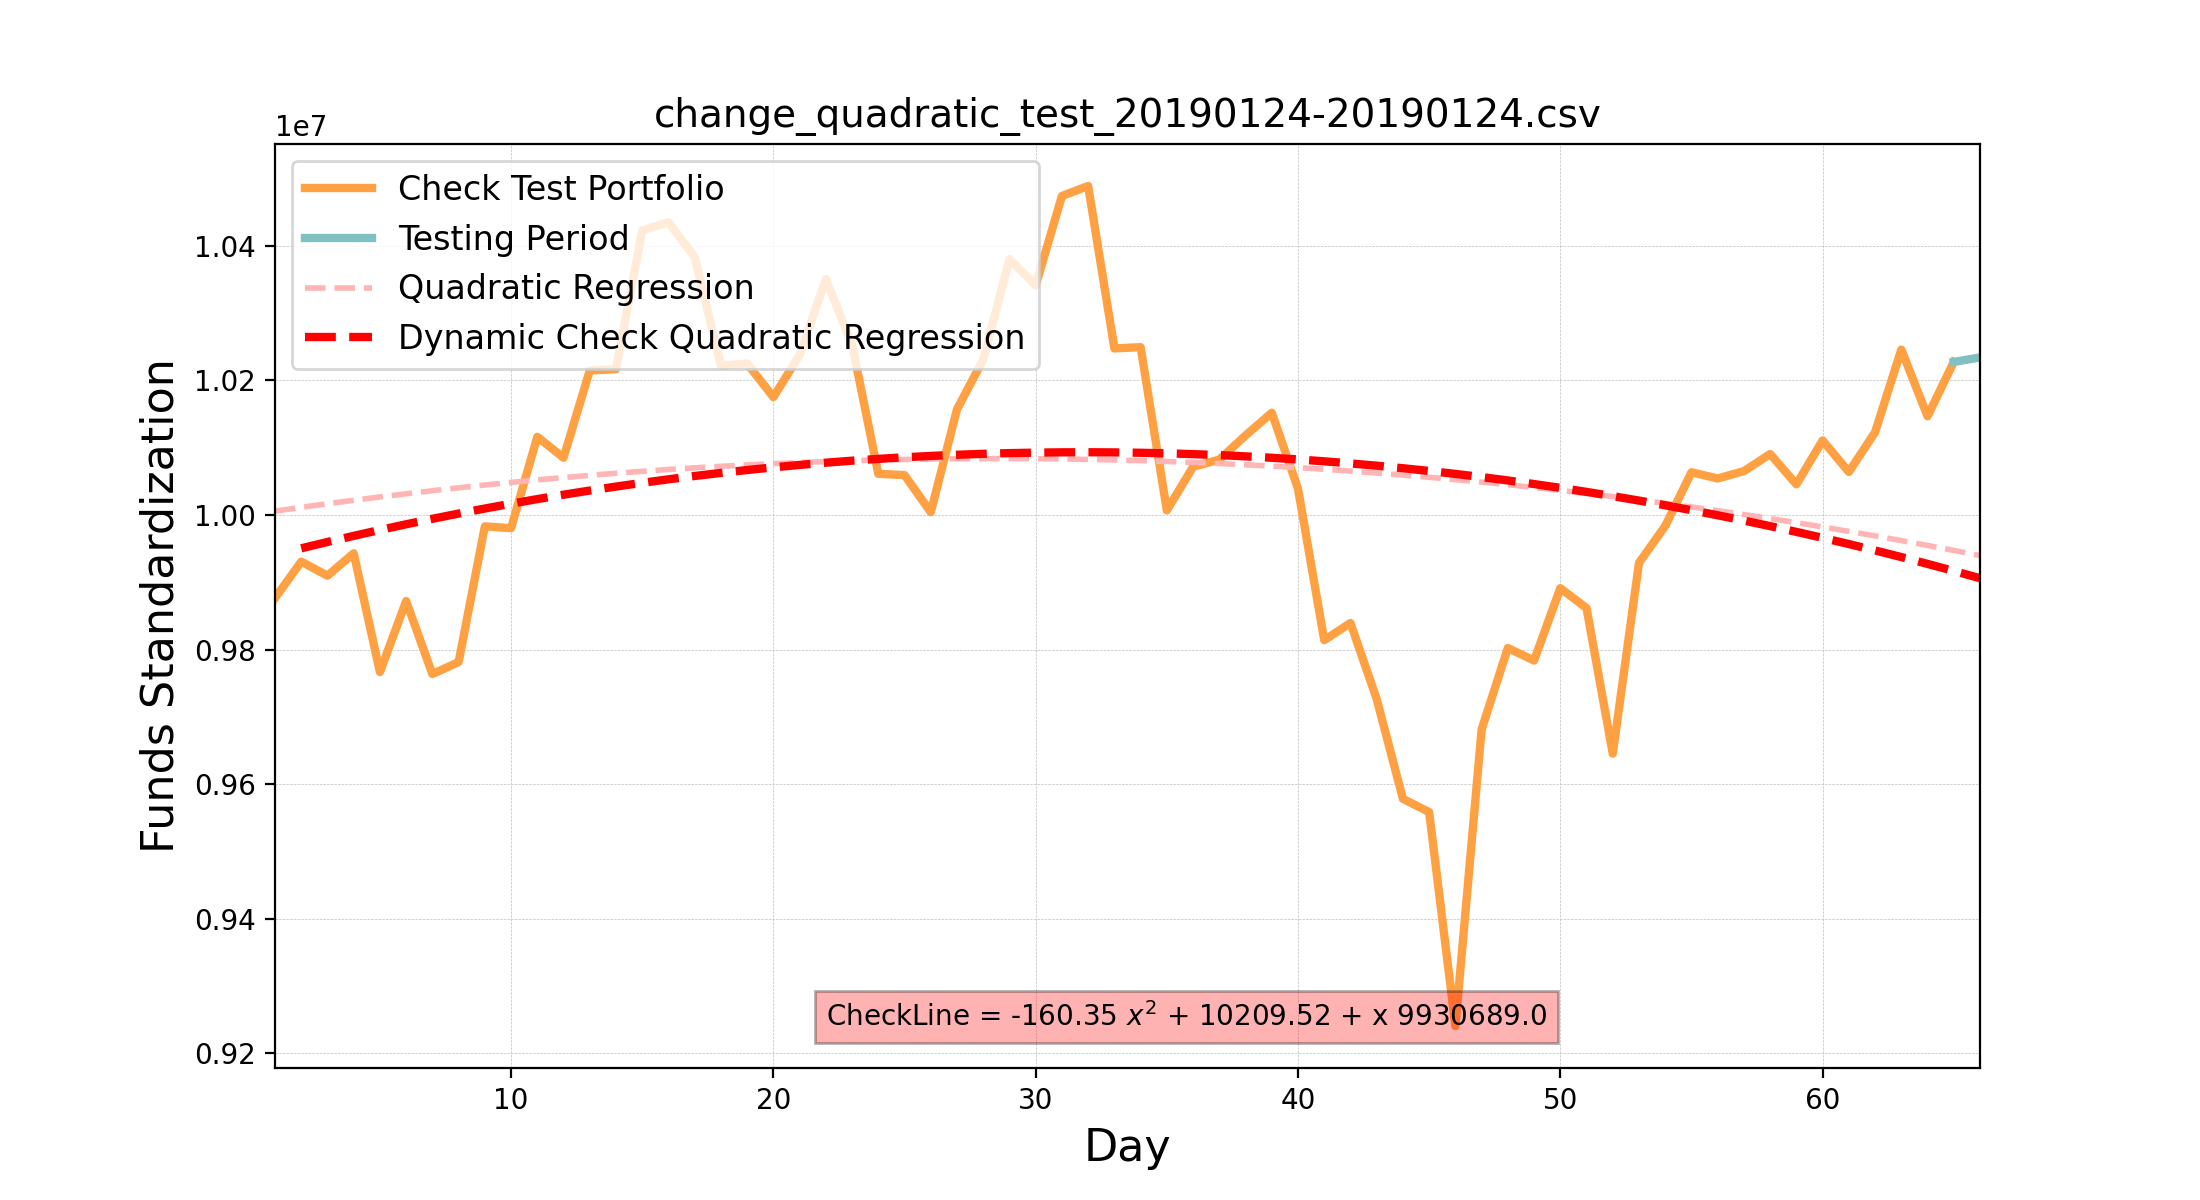 change_quadratic_test_20190124-20190124.csv
1e7
Check Test Portfolio
Testing Period
Quadratic Regression
Dynamic Check Quadratic Regression
1.04
1.02
1.00
0.98
0.96
0.94
0.92
Funds Standardization
CheckLine = -160.35 x² + 10209.52 + x 9930689.0
10 20 30 40 50 60
Day